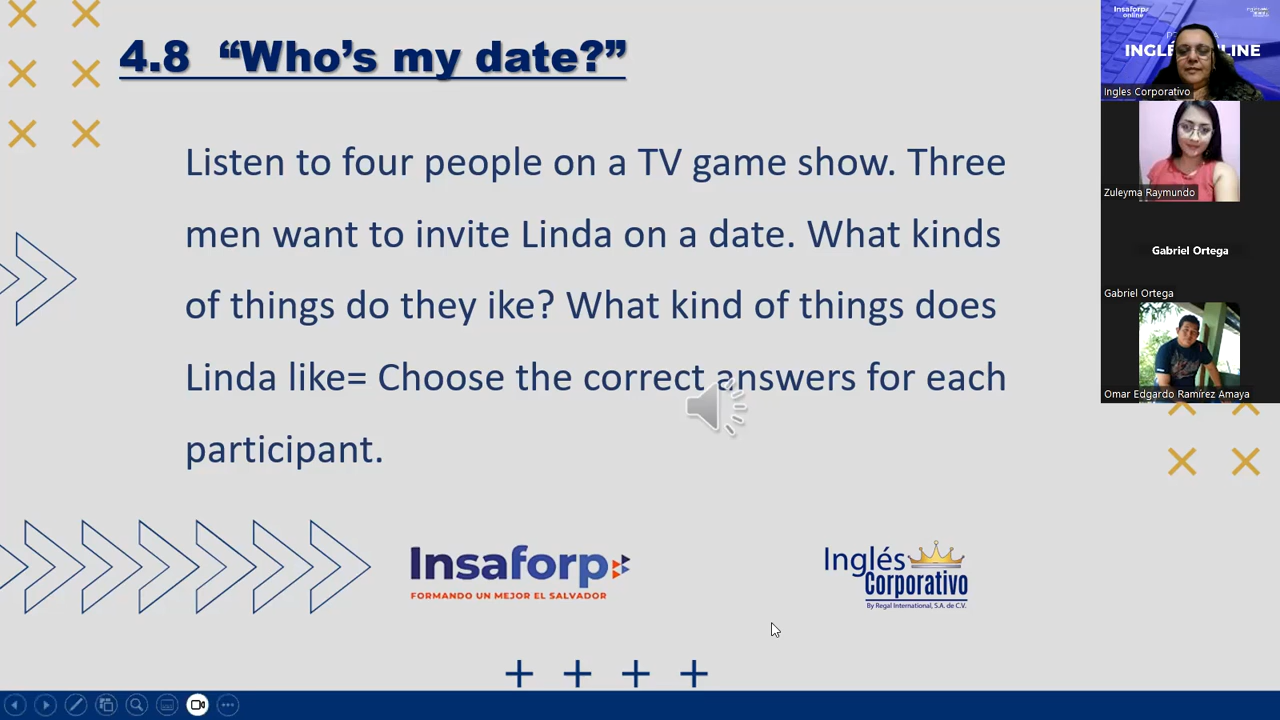 4.8 “Who’s my date?”
Listen to four people on a TV game show. Three
men want to invite Linda on a date. What kinds
of things do they ike? What kind of things does
Linda like= Choose the correct answers for each
participant.
Insaforp
FORMANDO UN MEJOR EL SALVADOR
Inglés
Corporativo
By Regal International, S.A. de C.V.
Insaforp
online
Ingles Corporativo
Zuleyma Raymundo
Gabriel Ortega
Gabriel Ortega
Omar Edgardo Ramírez Amaya